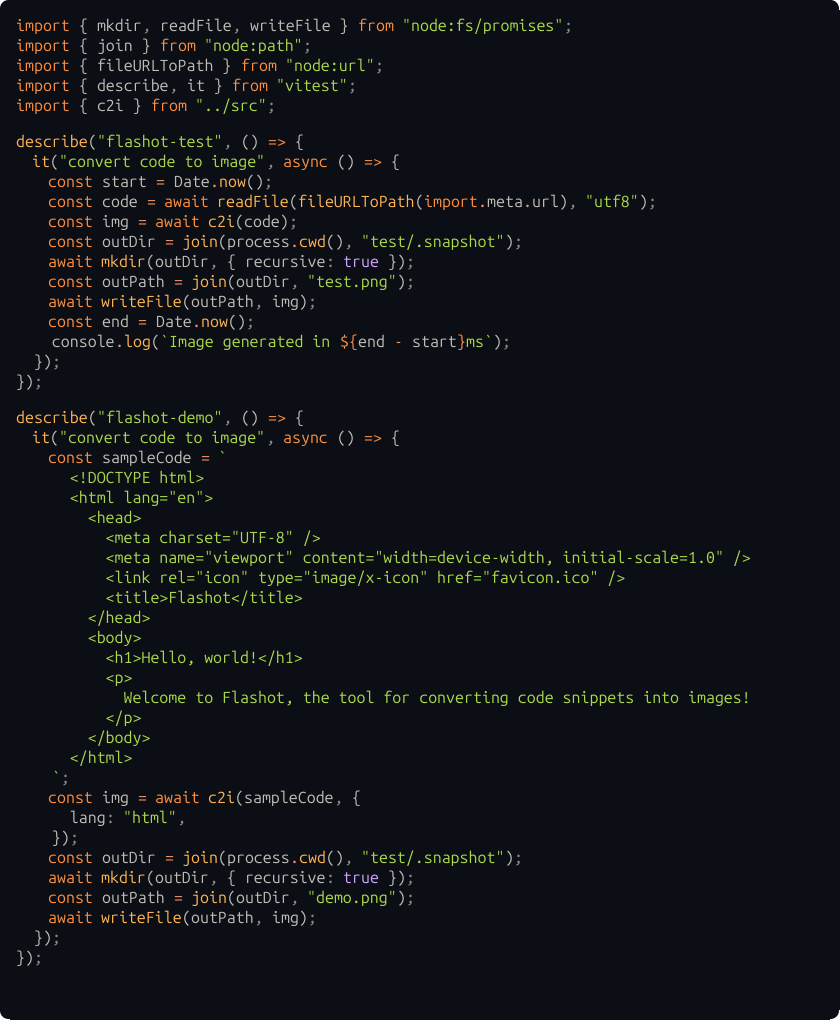 import { mkdir, readFile, writeFile } from "node:fs/promises";
import { join } from "node:path";
import { fileURLToPath } from "node:url";
import { describe, it } from "vitest";
import { c2i } from "../src";

describe("flashot-test", () => {
  it("convert code to image", async () => {
    const start = Date.now();
    const code = await readFile(fileURLToPath(import.meta.url), "utf8");
    const img = await c2i(code);
    const outDir = join(process.cwd(), "test/.snapshot");
    await mkdir(outDir, { recursive: true });
    const outPath = join(outDir, "test.png");
    await writeFile(outPath, img);
    const end = Date.now();
    console.log(`Image generated in ${end - start}ms`);
  });
});

describe("flashot-demo", () => {
  it("convert code to image", async () => {
    const sampleCode = `
      <!DOCTYPE html>
      <html lang="en">
        <head>
          <meta charset="UTF-8" />
          <meta name="viewport" content="width=device-width, initial-scale=1.0" />
          <link rel="icon" type="image/x-icon" href="favicon.ico" />
          <title>Flashot</title>
        </head>
        <body>
          <h1>Hello, world!</h1>
          <p>
            Welcome to Flashot, the tool for converting code snippets into images!
          </p>
        </body>
      </html>
    `;
    const img = await c2i(sampleCode, {
      lang: "html",
    });
    const outDir = join(process.cwd(), "test/.snapshot");
    await mkdir(outDir, { recursive: true });
    const outPath = join(outDir, "demo.png");
    await writeFile(outPath, img);
  });
});